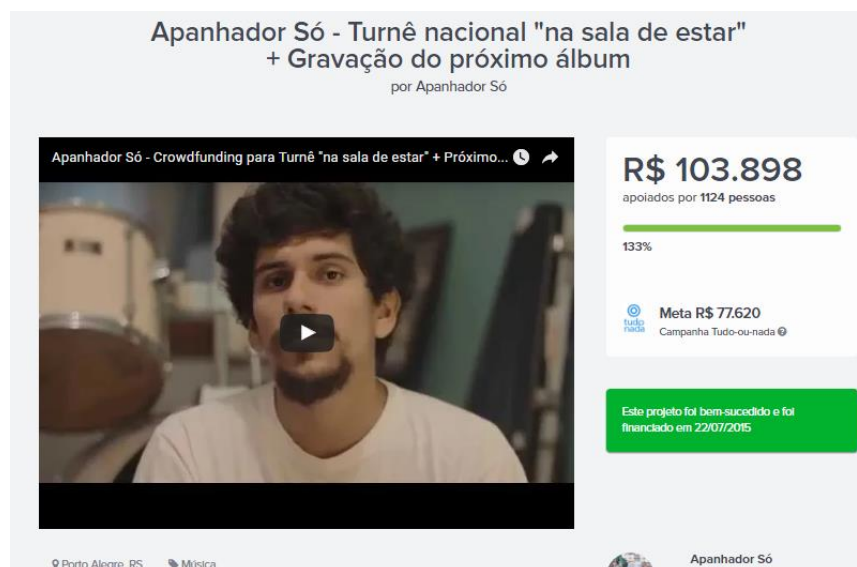 Apanhador Só - Turnê nacional "na sala de estar"
+ Gravação do próximo álbum
por Apanhador Só
Apanhador Só - Crowdfunding para Turnê "na sala de estar" + Próximo...
R$ 103.898
apoiados por 1124 pessoas
133%
tudo
nada
Meta R$ 77.620
Campanha Tudo-ou-nada
Este projeto foi bem-sucedido e foi
financiado em 22/07/2015
Porto Alegre, RS
Música
Apanhador Só